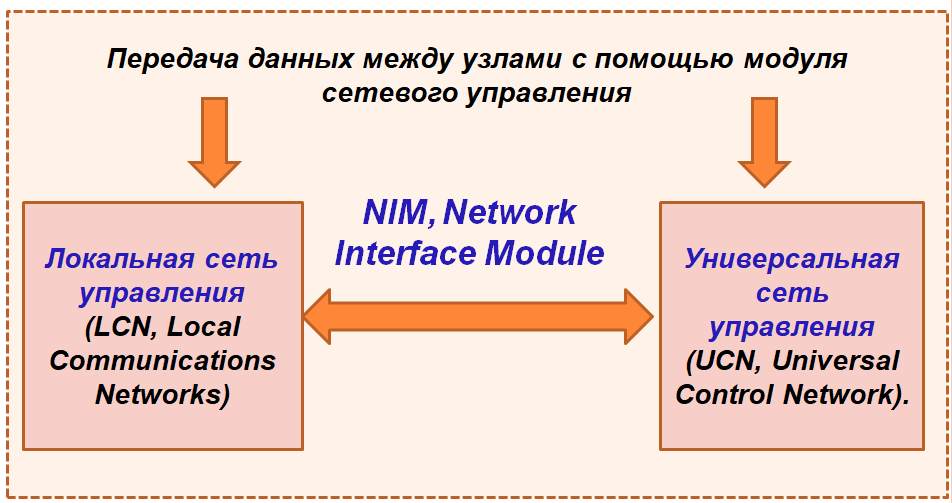 Передача данных между узлами с помощью модуля
сетевого управления
NIM, Network
Interface Module
Локальная сеть
управления
(LCN, Local
Communications
Networks)
Универсальная
сеть
управления
(UCN, Universal
Control Network).